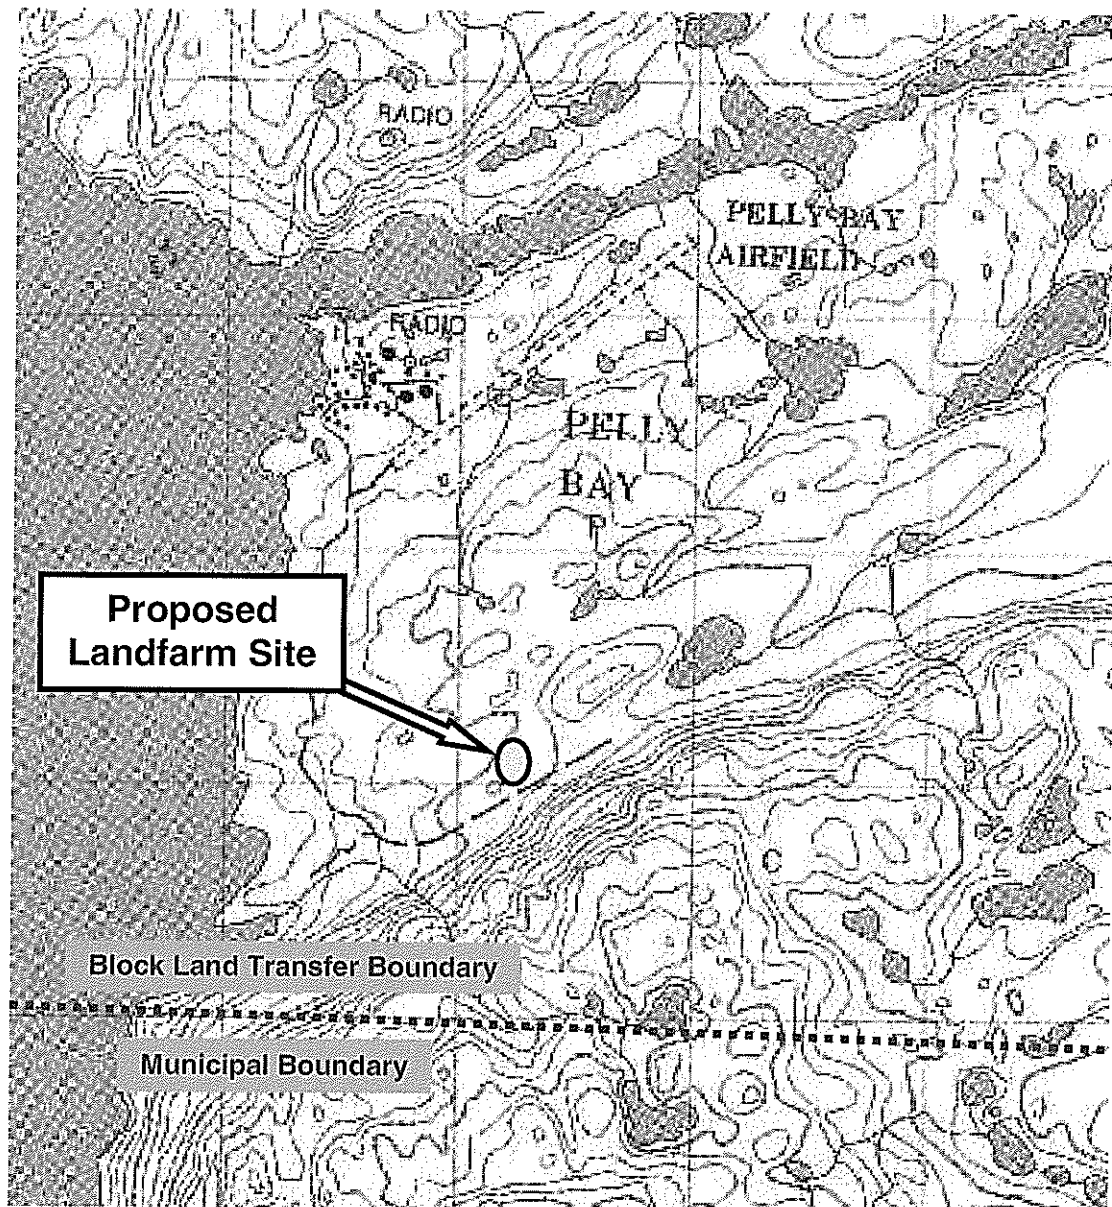 RADIO
PELLY BAY
AIRFIELD
RADIO
PELLY
BAY
P
Proposed
Landfarm Site
Block Land Transfer Boundary
Municipal Boundary